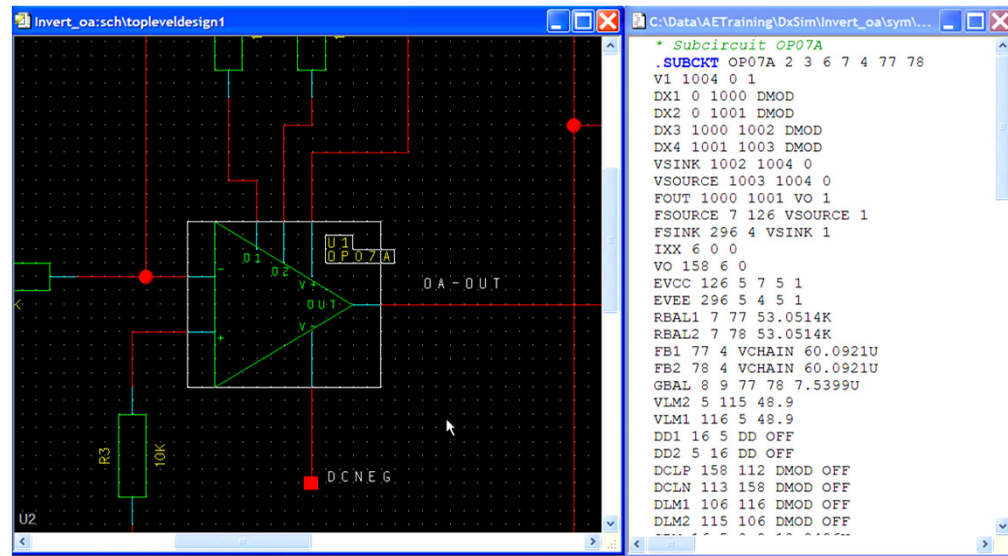 Invert_oa:sch\topleveldesign1
U1
OP07A
O1
O2
V+
OA-OUT
-
OUT
V-
+
R3
10K
DCNEG
U2
C:\Data\AETraining\DxSim\Invert_oa\sym\...
* Subcircuit OP07A
.SUBCKT OP07A 2 3 6 7 4 77 78
V1 1004 0 1
DX1 0 1000 DMOD
DX2 0 1001 DMOD
DX3 1000 1002 DMOD
DX4 1001 1003 DMOD
VSINK 1002 1004 0
VSOURCE 1003 1004 0
FOUT 1000 1001 VO 1
FSOURCE 7 126 VSOURCE 1
FSINK 296 4 VSINK 1
IXX 6 0 0
VO 158 6 0
EVCC 126 5 7 5 1
EVEE 296 5 4 5 1
RBAL1 7 77 53.0514K
RBAL2 7 78 53.0514K
FB1 77 4 VCHAIN 60.0921U
FB2 78 4 VCHAIN 60.0921U
GBAL 8 9 77 78 7.5399U
VLM2 5 115 48.9
VLM1 116 5 48.9
DD1 16 5 DD OFF
DD2 5 16 DD OFF
DCLP 158 112 DMOD OFF
DCLN 113 158 DMOD OFF
DLM1 106 116 DMOD OFF
DLM2 115 106 DMOD OFF